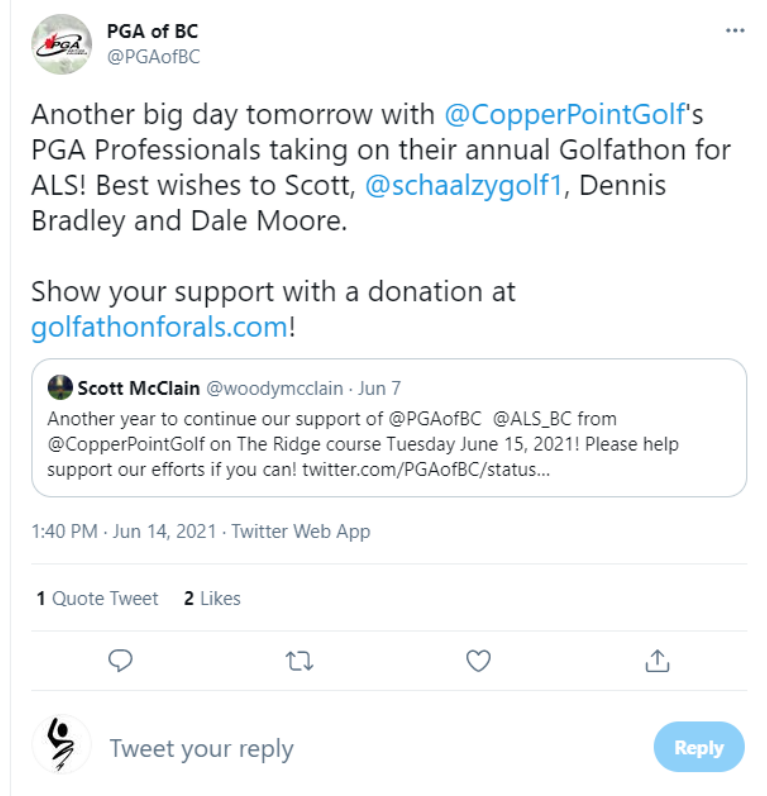 PGA of BC
PGA
@PGAofBC
Another big day tomorrow with @CopperPointGolf's
PGA Professionals taking on their annual Golfathon for
ALS! Best wishes to Scott, @schaalzygolf1, Dennis
Bradley and Dale Moore.
Show your support with a donation at
golfathonforals.com!
Scott McClain @woodymcclain · Jun 7
Another year to continue our support of @PGAofBC @ALS_BC from
@CopperPointGolf on The Ridge course Tuesday June 15, 2021! Please help
support our efforts if you can! twitter.com/PGAofBC/status...
1:40 PM · Jun 14, 2021 · Twitter Web App
1 Quote Tweet 2 Likes
Tweet your reply
Reply